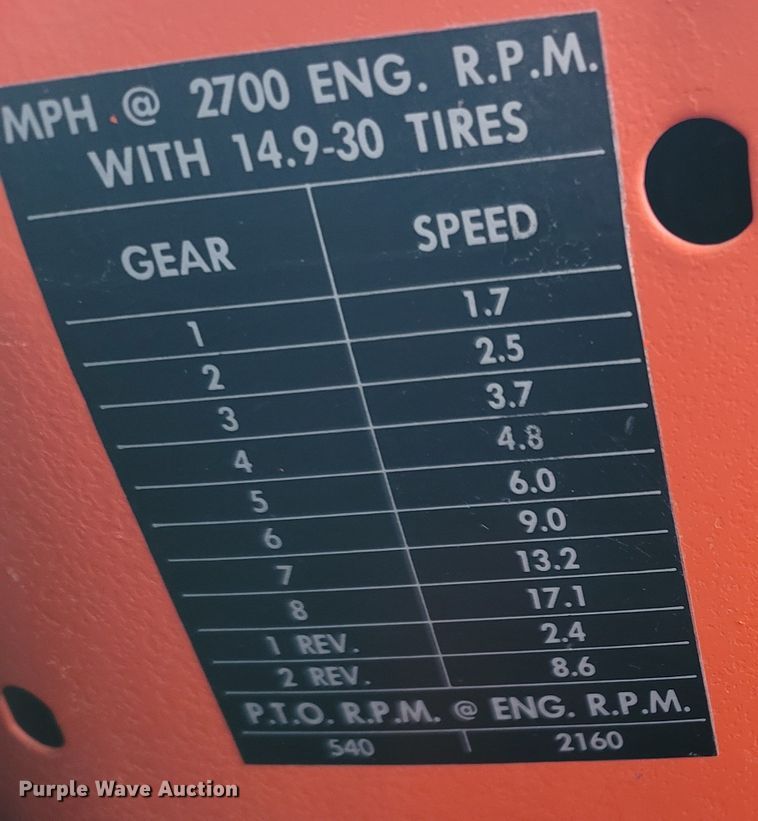 MPH @ 2700 ENG. R.P.M.
WITH 14.9-30 TIRES
GEAR SPEED
1 1.7
2 2.5
3 3.7
4 4.8
5 6.0
6 9.0
7 13.2
8 17.1
1 REV. 2.4
2 REV. 8.6
P.T.O. R.P.M. @ ENG. R.P.M.
540 2160
Purple Wave Auction